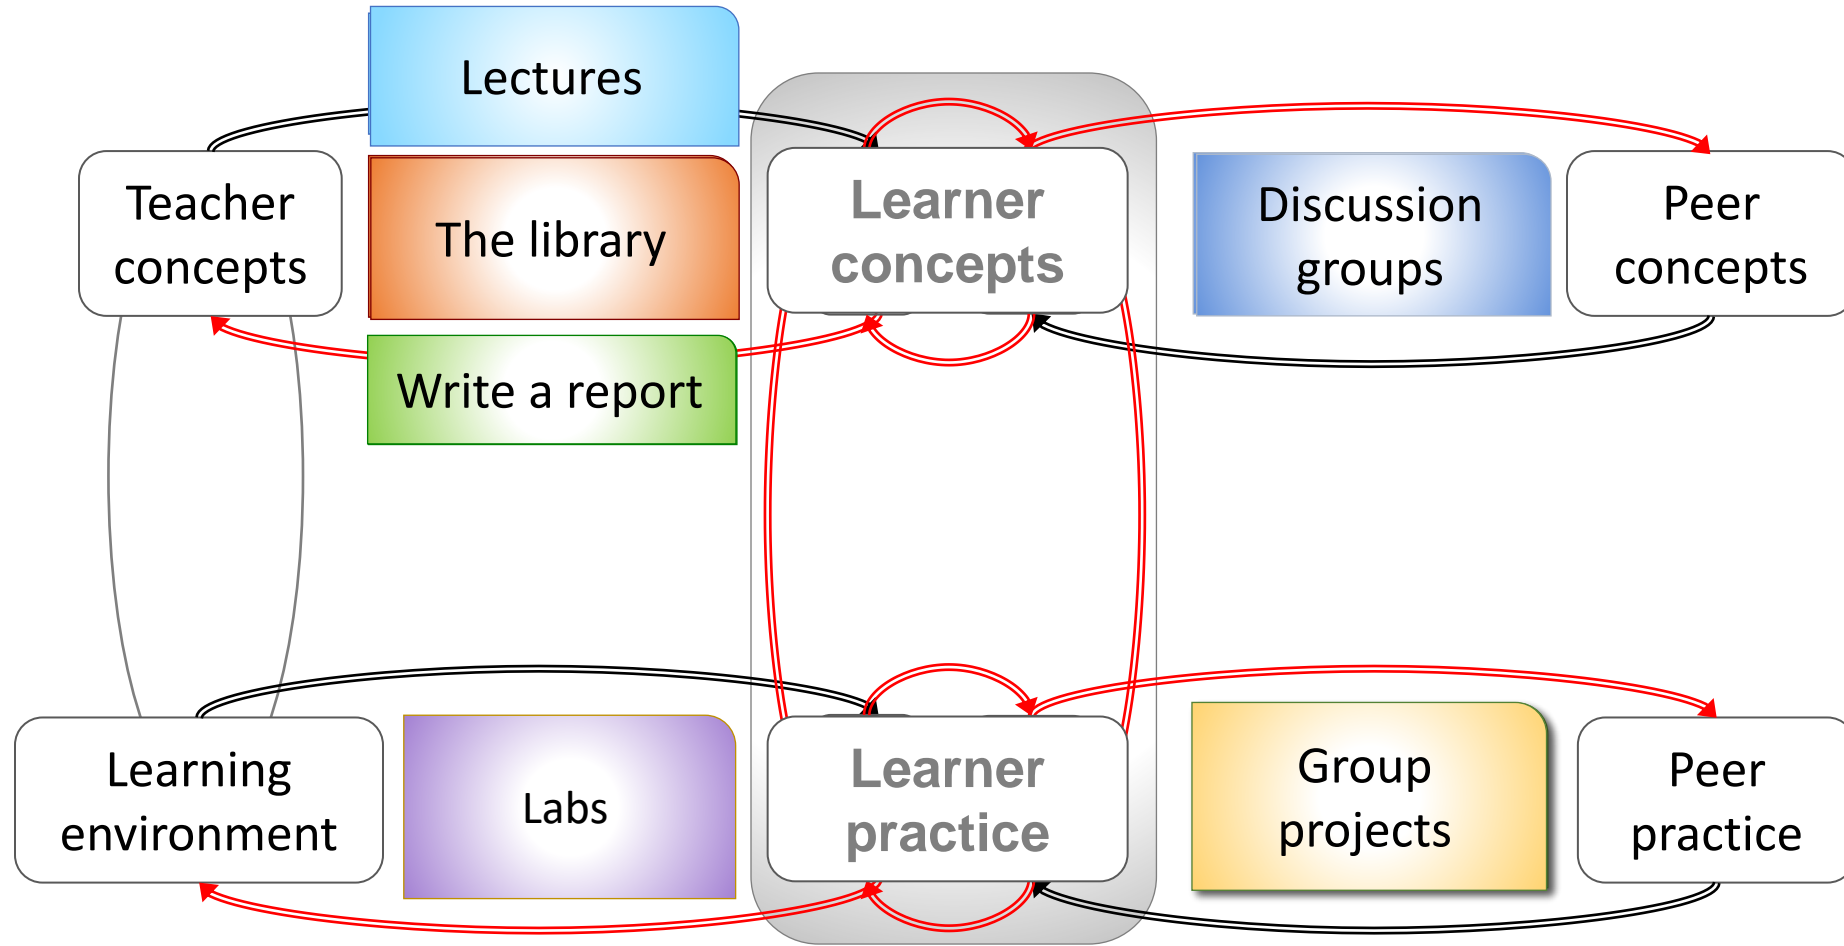 Lectures
Teacher
concepts
The library
Write a report
Learner
concepts
Discussion
groups
Peer
concepts
Learning
environment
Labs
Learner
practice
Group
projects
Peer
practice